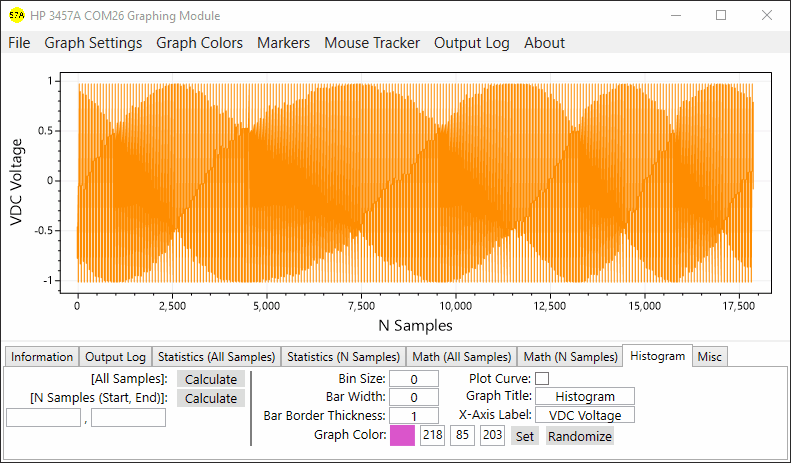 57A HP 3457A COM26 Graphing Module
File Graph Settings Graph Colors Markers Mouse Tracker Output Log About
VDC Voltage
1
0.5
0
-0.5
-1
0 2,500 5,000 7,500 10,000 12,500 15,000 17,500
N Samples
Information Output Log Statistics (All Samples) Statistics (N Samples) Math (All Samples) Math (N Samples) Histogram Misc
[All Samples]: Calculate Bin Size: 0 Plot Curve:
[N Samples (Start, End)]: Calculate Bar Width: 0 Graph Title: Histogram
, Bar Border Thickness: 1 X-Axis Label: VDC Voltage
Graph Color: 218 85 203 Set Randomize